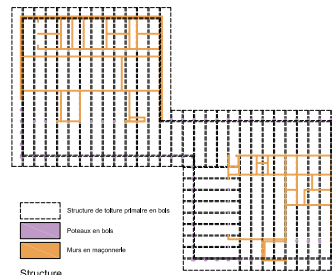 Structure de toiture primaire en bois
Poteaux en bois
Murs en maçonnerie
Structure